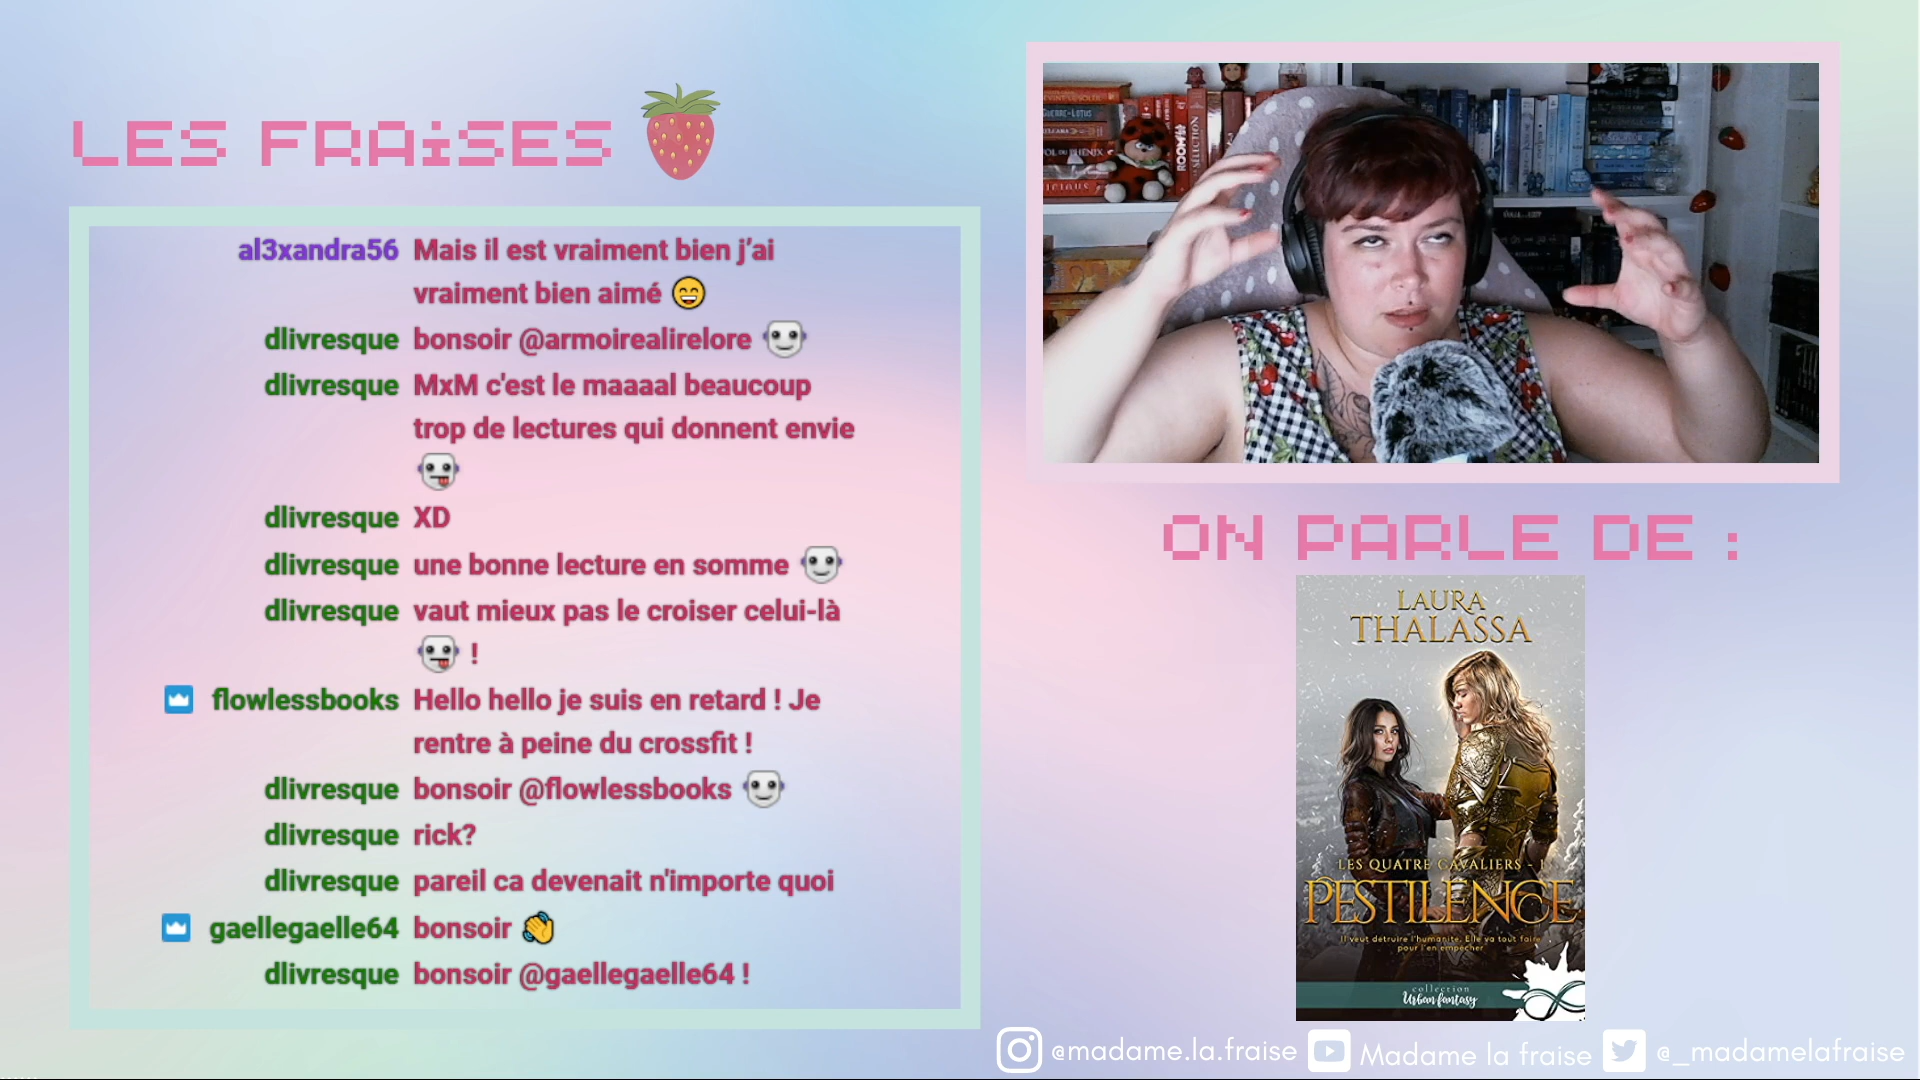 LES FRAiSES
al3xandra56 Mais il est vraiment bien j’ai
vraiment bien aimé
dlivresque bonsoir @armoirealirelore
dlivresque MxM c'est le maaaal beaucoup
trop de lectures qui donnent envie
dlivresque XD
dlivresque une bonne lecture en somme
dlivresque vaut mieux pas le croiser celui-là
!
flowlessbooks Hello hello je suis en retard ! Je
rentre à peine du crossfit !
dlivresque bonsoir @flowlessbooks
dlivresque rick?
dlivresque pareil ca devenait n'importe quoi
gaellegaelle64 bonsoir
dlivresque bonsoir @gaellegaelle64 !
ROOM
SÉLECTION
ON PARLE DE :
LAURA
THALASSA
LES QUATRE CAVALIERS - 1
PESTILENCE
Il veut détruire l'humanité. Elle va tout faire
pour l'en empêcher
collection
Urban fantasy
@madame.la.fraise Madame la fraise @_madamelafraise